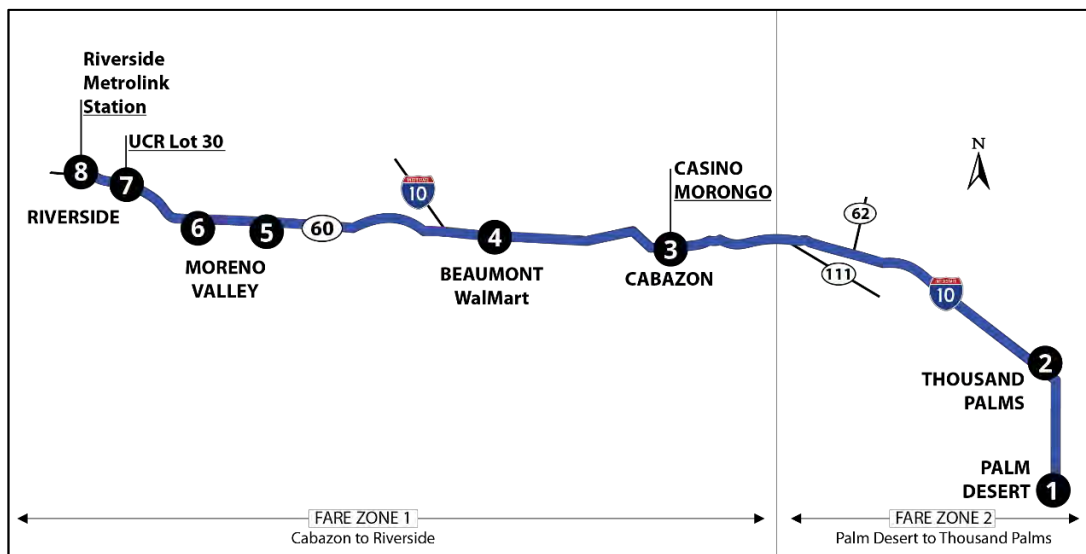 Riverside
Metrolink
Station
UCR Lot 30
8
7
RIVERSIDE
6
5
60
MORENO
VALLEY
10
4
BEAUMONT
WalMart
CASINO
MORONGO
3
CABAZON
N
62
111
10
2
THOUSAND
PALMS
PALM
DESERT
1
FARE ZONE 1
Cabazon to Riverside
FARE ZONE 2
Palm Desert to Thousand Palms